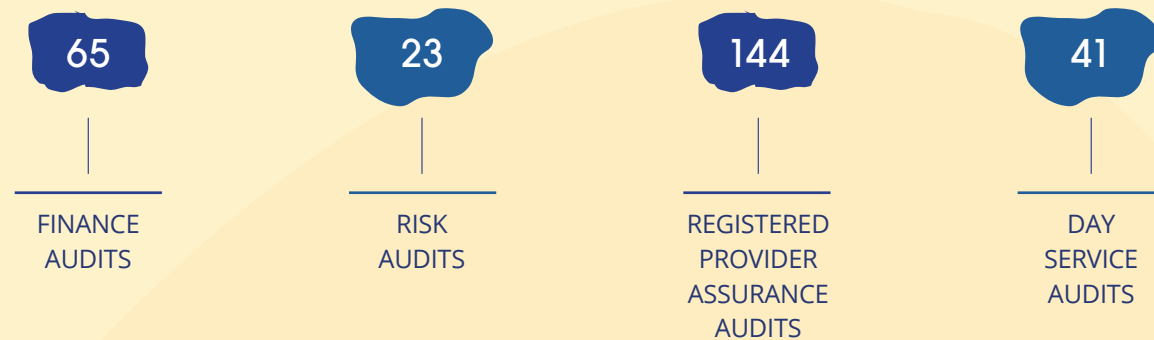 65
FINANCE
AUDITS
23
RISK
AUDITS
144
REGISTERED
PROVIDER
ASSURANCE
AUDITS
41
DAY
SERVICE
AUDITS